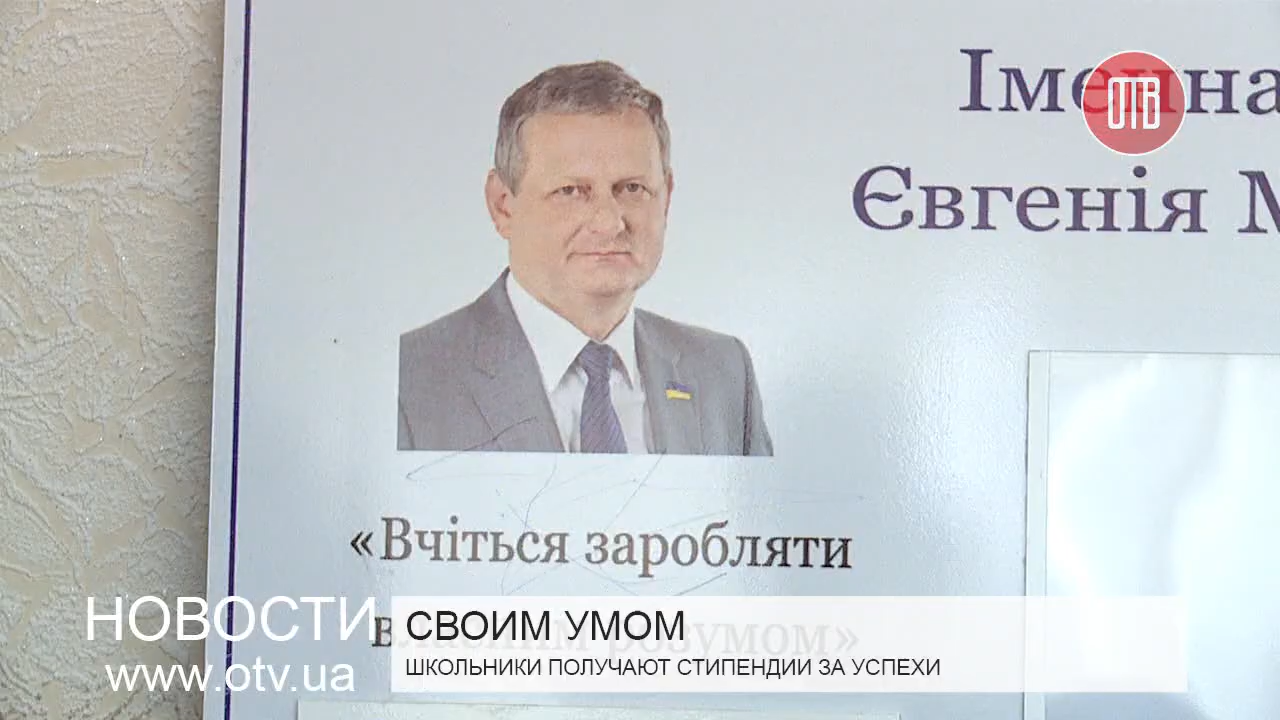 Іменна
Євгенія М
ОТВ
«Вчіться заробляти
власним розумом»
НОВОСТИ
www.otv.ua
СВОИМ УМОМ
ШКОЛЬНИКИ ПОЛУЧАЮТ СТИПЕНДИИ ЗА УСПЕХИ